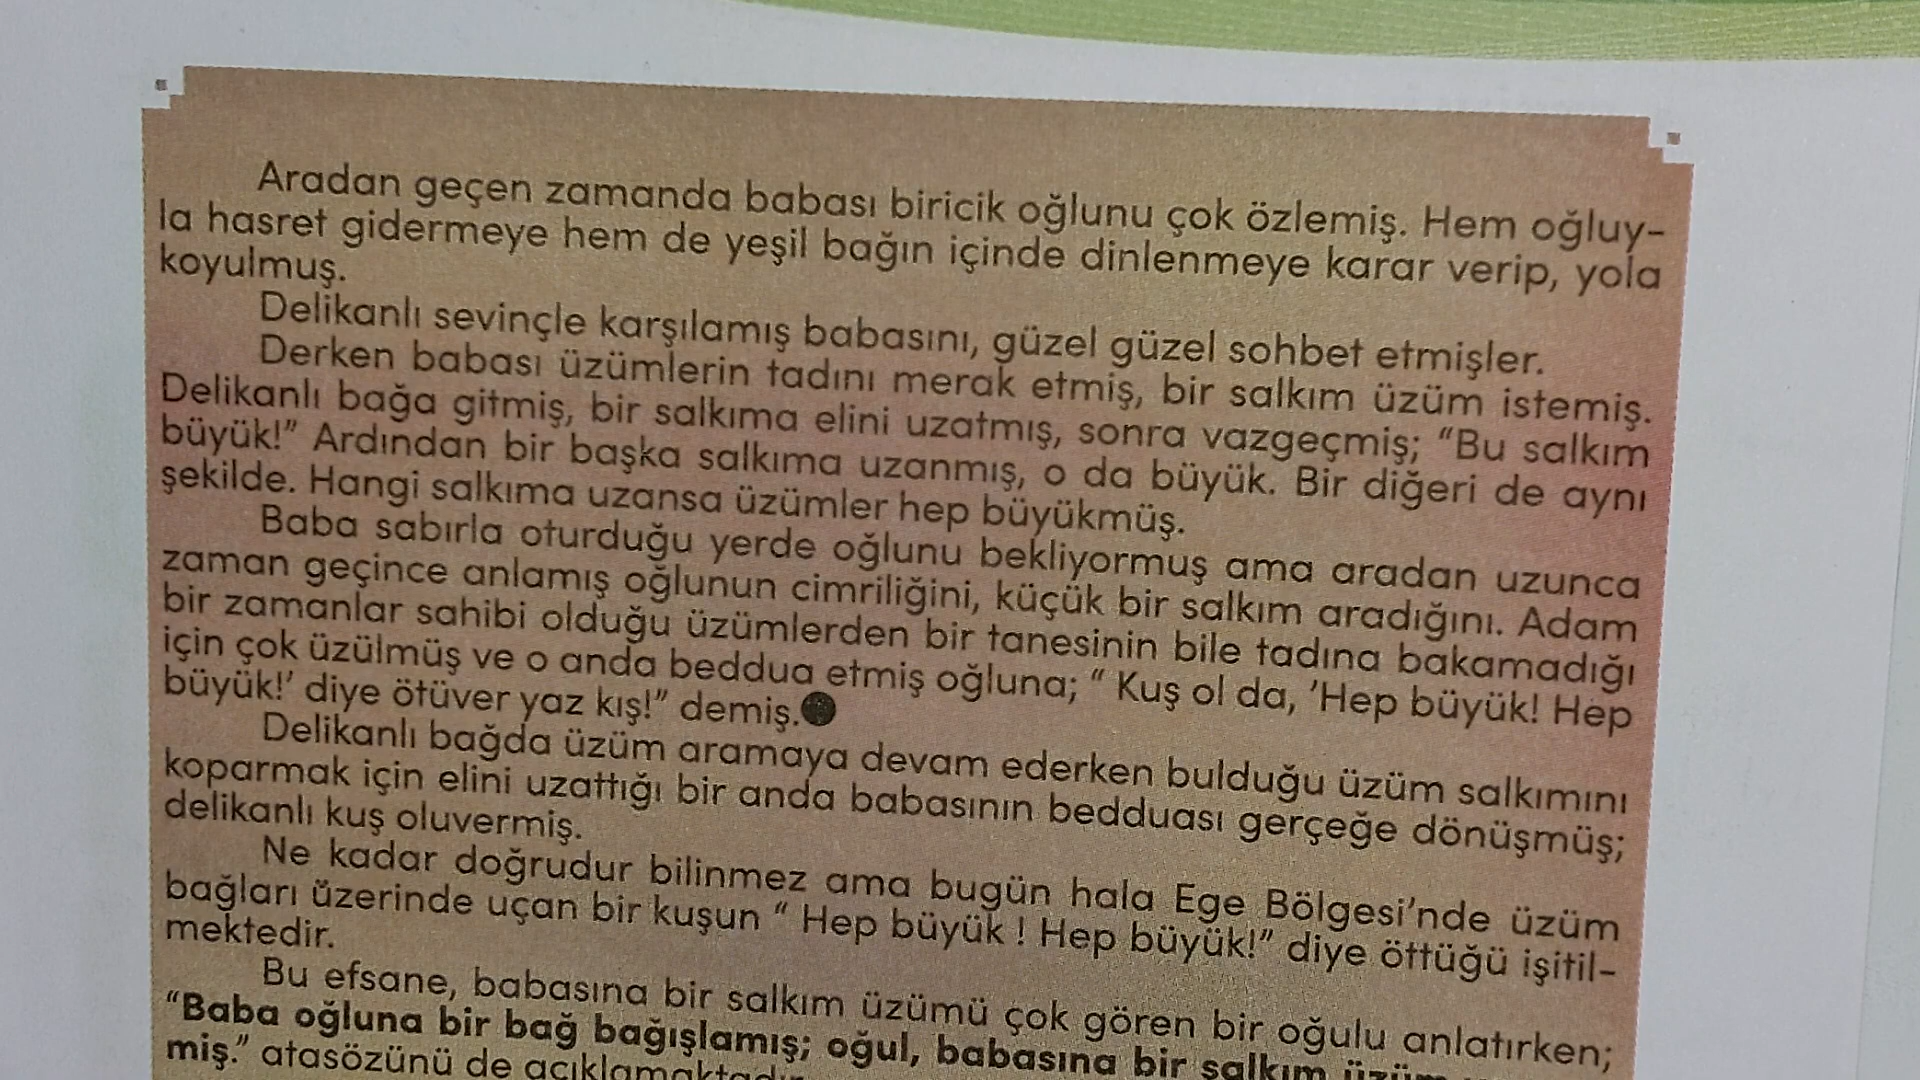 Aradan geçen zamanda babası biricik oğlunu çok özlemiş. Hem oğluy-
la hasret gidermeye hem de yeşil bağın içinde dinlenmeye karar verip, yola
koyulmuş.
Delikanlı sevinçle karşılamış babasını, güzel güzel sohbet etmişler.
Derken babası üzümlerin tadını merak etmiş, bir salkım üzüm istemiş.
Delikanlı bağa gitmiş, bir salkıma elini uzatmış, sonra vazgeçmiş; “Bu salkım
büyük!” Ardından bir başka salkıma uzanmış, o da büyük. Bir diğeri de aynı
şekilde. Hangi salkıma uzansa üzümler hep büyükmüş.
Baba sabırla oturduğu yerde oğlunu bekliyormuş ama aradan uzunca
zaman geçince anlamış oğlunun cimriliğini, küçük bir salkım aradığını. Adam
bir zamanlar sahibi olduğu üzümlerden bir tanesinin bile tadına bakamadığı
için çok üzülmüş ve o anda beddua etmiş oğluna; “ Kuş ol da, ’Hep büyük! Hep
büyük!’ diye ötüver yaz kış!” demiş.
Delikanlı bağda üzüm aramaya devam ederken bulduğu üzüm salkımını
koparmak için elini uzattığı bir anda babasının bedduası gerçeğe dönüşmüş;
delikanlı kuş oluvermiş.
Ne kadar doğrudur bilinmez ama bugün hala Ege Bölgesi’nde üzüm
bağları üzerinde uçan bir kuşun “ Hep büyük ! Hep büyük!” diye öttüğü işitil-
mektedir.
Bu efsane, babasına bir salkım üzümü çok gören bir oğulu anlatırken;
“Baba oğluna bir bağ bağışlamış; oğul, babasına bir salkım üzüm
miş.” atasözünü de açıklamaktadır.